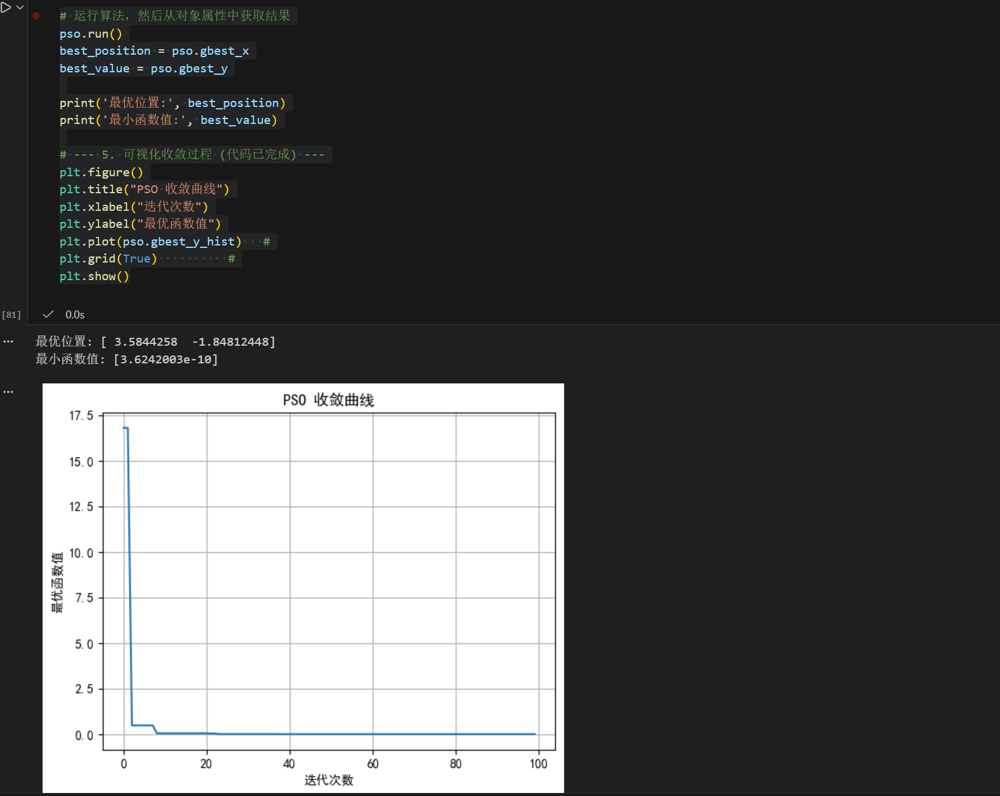 # 运行算法，然后从对象属性中获取结果
pso.run()
best_position = pso.gbest_x
best_value = pso.gbest_y
print('最优位置:', best_position)
print('最小函数值:', best_value)
# --- 5. 可视化收敛过程 (代码已完成) ---
plt.figure()
plt.title("PSO 收敛曲线")
plt.xlabel("迭代次数")
plt.ylabel("最优函数值")
plt.plot(pso.gbest_y_hist)   #
plt.grid(True)          #
plt.show()
[81]
0.0s
最优位置: [ 3.5844258  -1.84812448]
最小函数值: [3.6242003e-10]
PSO 收敛曲线
17.5
15.0
12.5
10.0
7.5
5.0
2.5
0.0
最优函数值
0 20 40 60 80 100
迭代次数